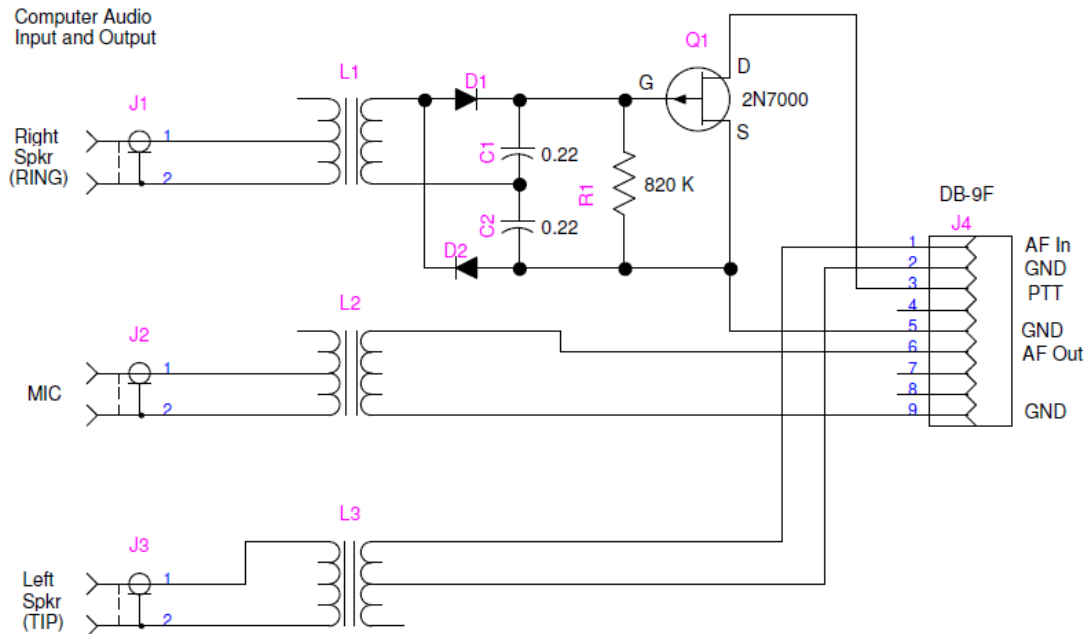 Computer Audio
Input and Output
Q1
L1
D1
D
J1
G
2N7000
Right
Spkr
(RING)
1
2
C1
0.22
S
R1
820 K
C2
0.22
D2
DB-9F
J4
1
AF In
2
GND
3
PTT
4
5
GND
6
AF Out
7
8
9
GND
L2
J2
MIC
1
2
L3
J3
Left
Spkr
(TIP)
1
2